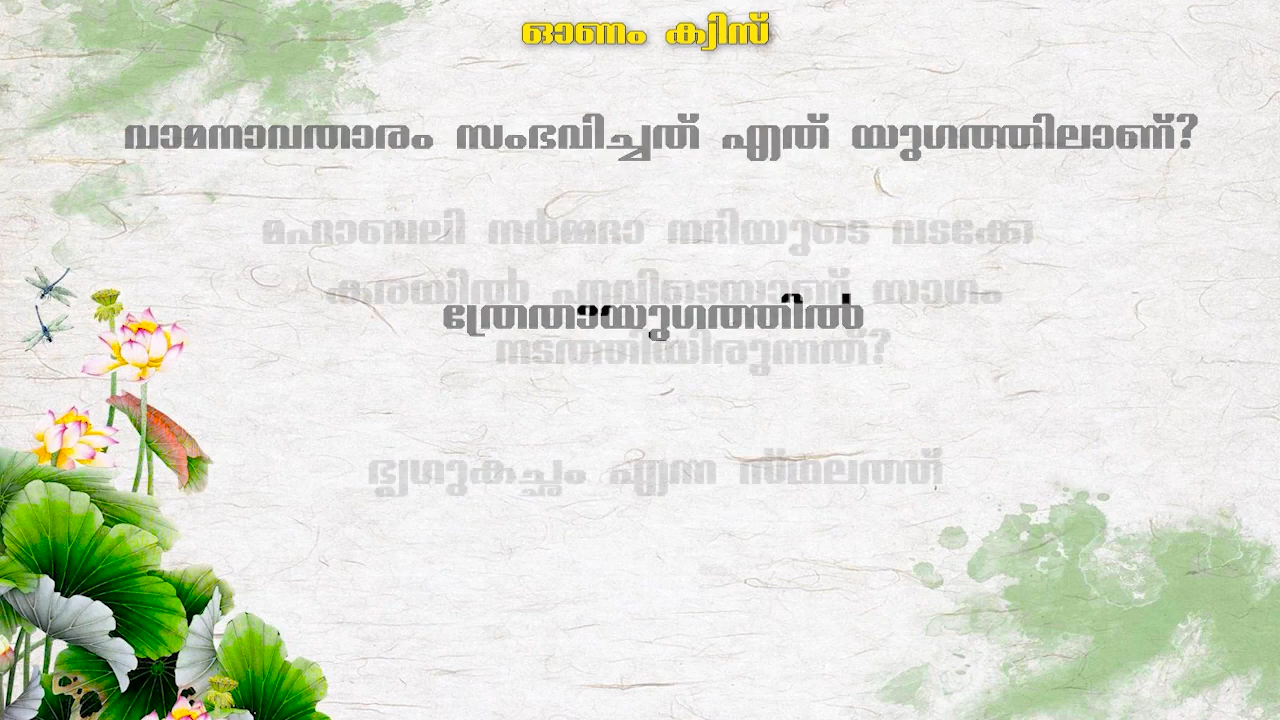 ഓണം ക്വിസ്
വാമനാവതാരം സംഭവിച്ചത് ഏത് യുഗത്തിലാണ്?
മഹാബലി നർമ്മദാ നദിയുടെ വടക്കേ
കരയിൽ എവിടെയാണ് യാഗം
ത്രേതായുഗത്തിൽ
നടത്തിയിരുന്നത്?
ഭൃഗുകച്ഛം എന്ന സ്ഥലത്ത്